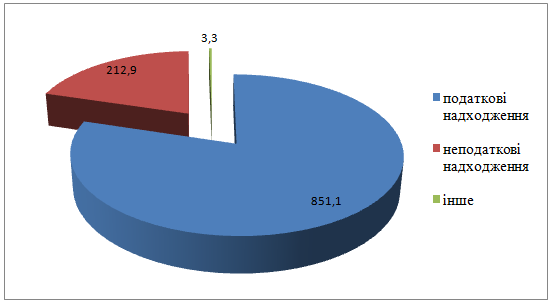 3,3
212,9
851,1
податкові
надходження
неподаткові
надходження
інше